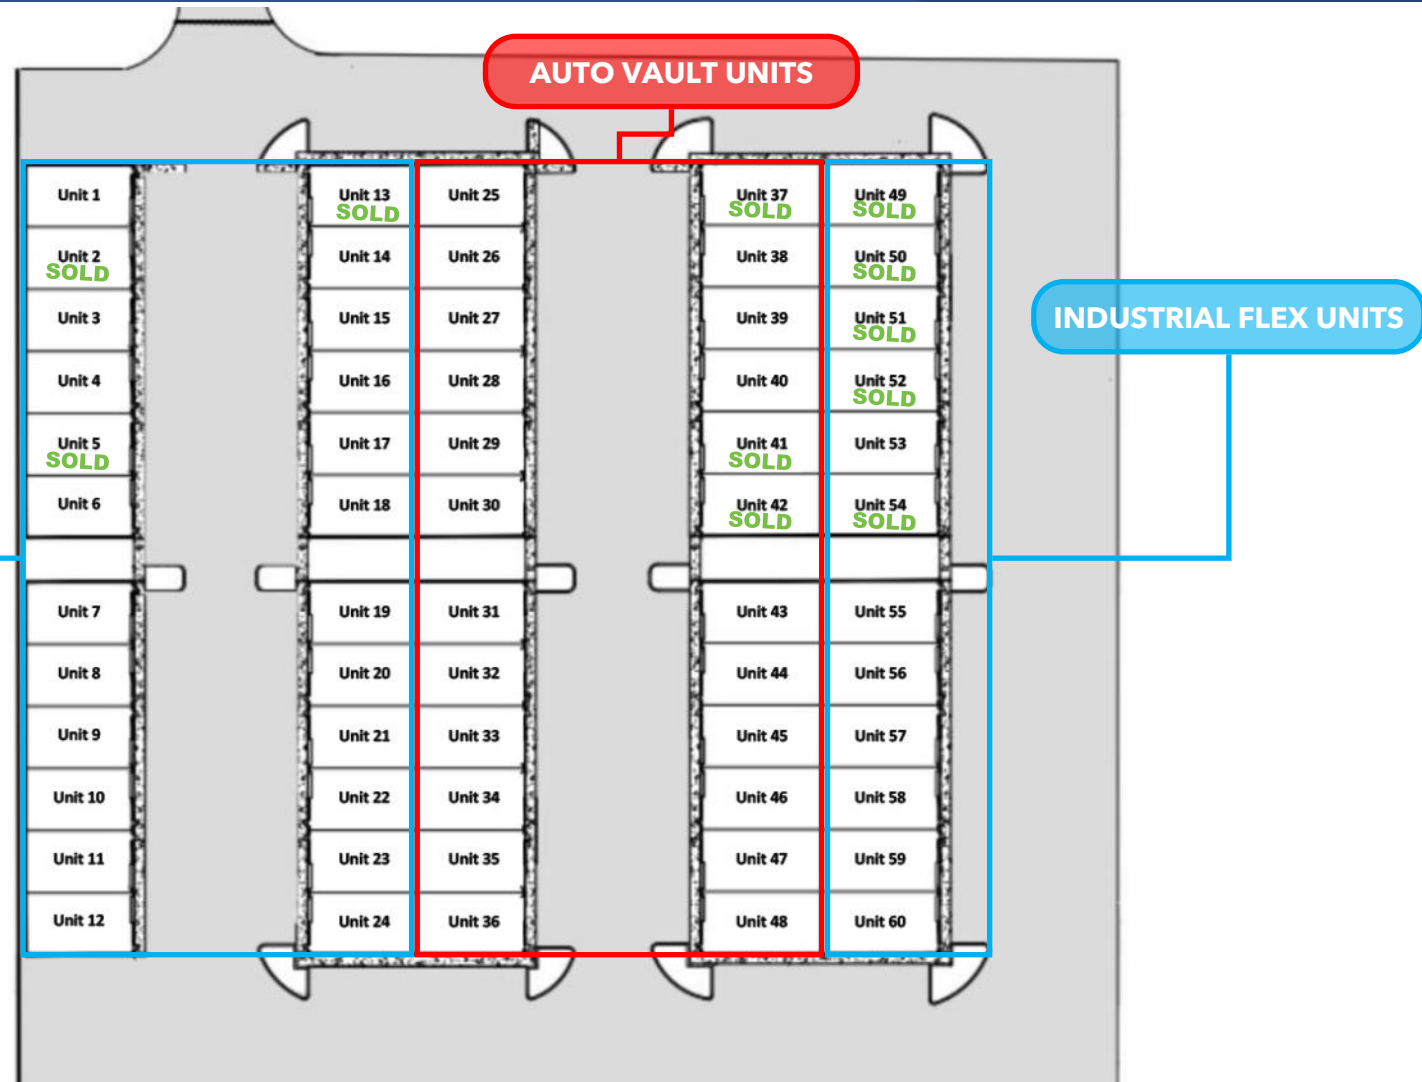 AUTO VAULT UNITS
INDUSTRIAL FLEX UNITS
Unit 1
Unit 2
SOLD
Unit 3
Unit 4
Unit 5
SOLD
Unit 6
Unit 7
Unit 8
Unit 9
Unit 10
Unit 11
Unit 12
Unit 13
SOLD
Unit 14
Unit 15
Unit 16
Unit 17
Unit 18
Unit 19
Unit 20
Unit 21
Unit 22
Unit 23
Unit 24
Unit 25
Unit 26
Unit 27
Unit 28
Unit 29
Unit 30
Unit 31
Unit 32
Unit 33
Unit 34
Unit 35
Unit 36
Unit 37
SOLD
Unit 38
Unit 39
Unit 40
Unit 41
SOLD
Unit 42
SOLD
Unit 43
Unit 44
Unit 45
Unit 46
Unit 47
Unit 48
Unit 49
SOLD
Unit 50
SOLD
Unit 51
SOLD
Unit 52
SOLD
Unit 53
Unit 54
SOLD
Unit 55
Unit 56
Unit 57
Unit 58
Unit 59
Unit 60